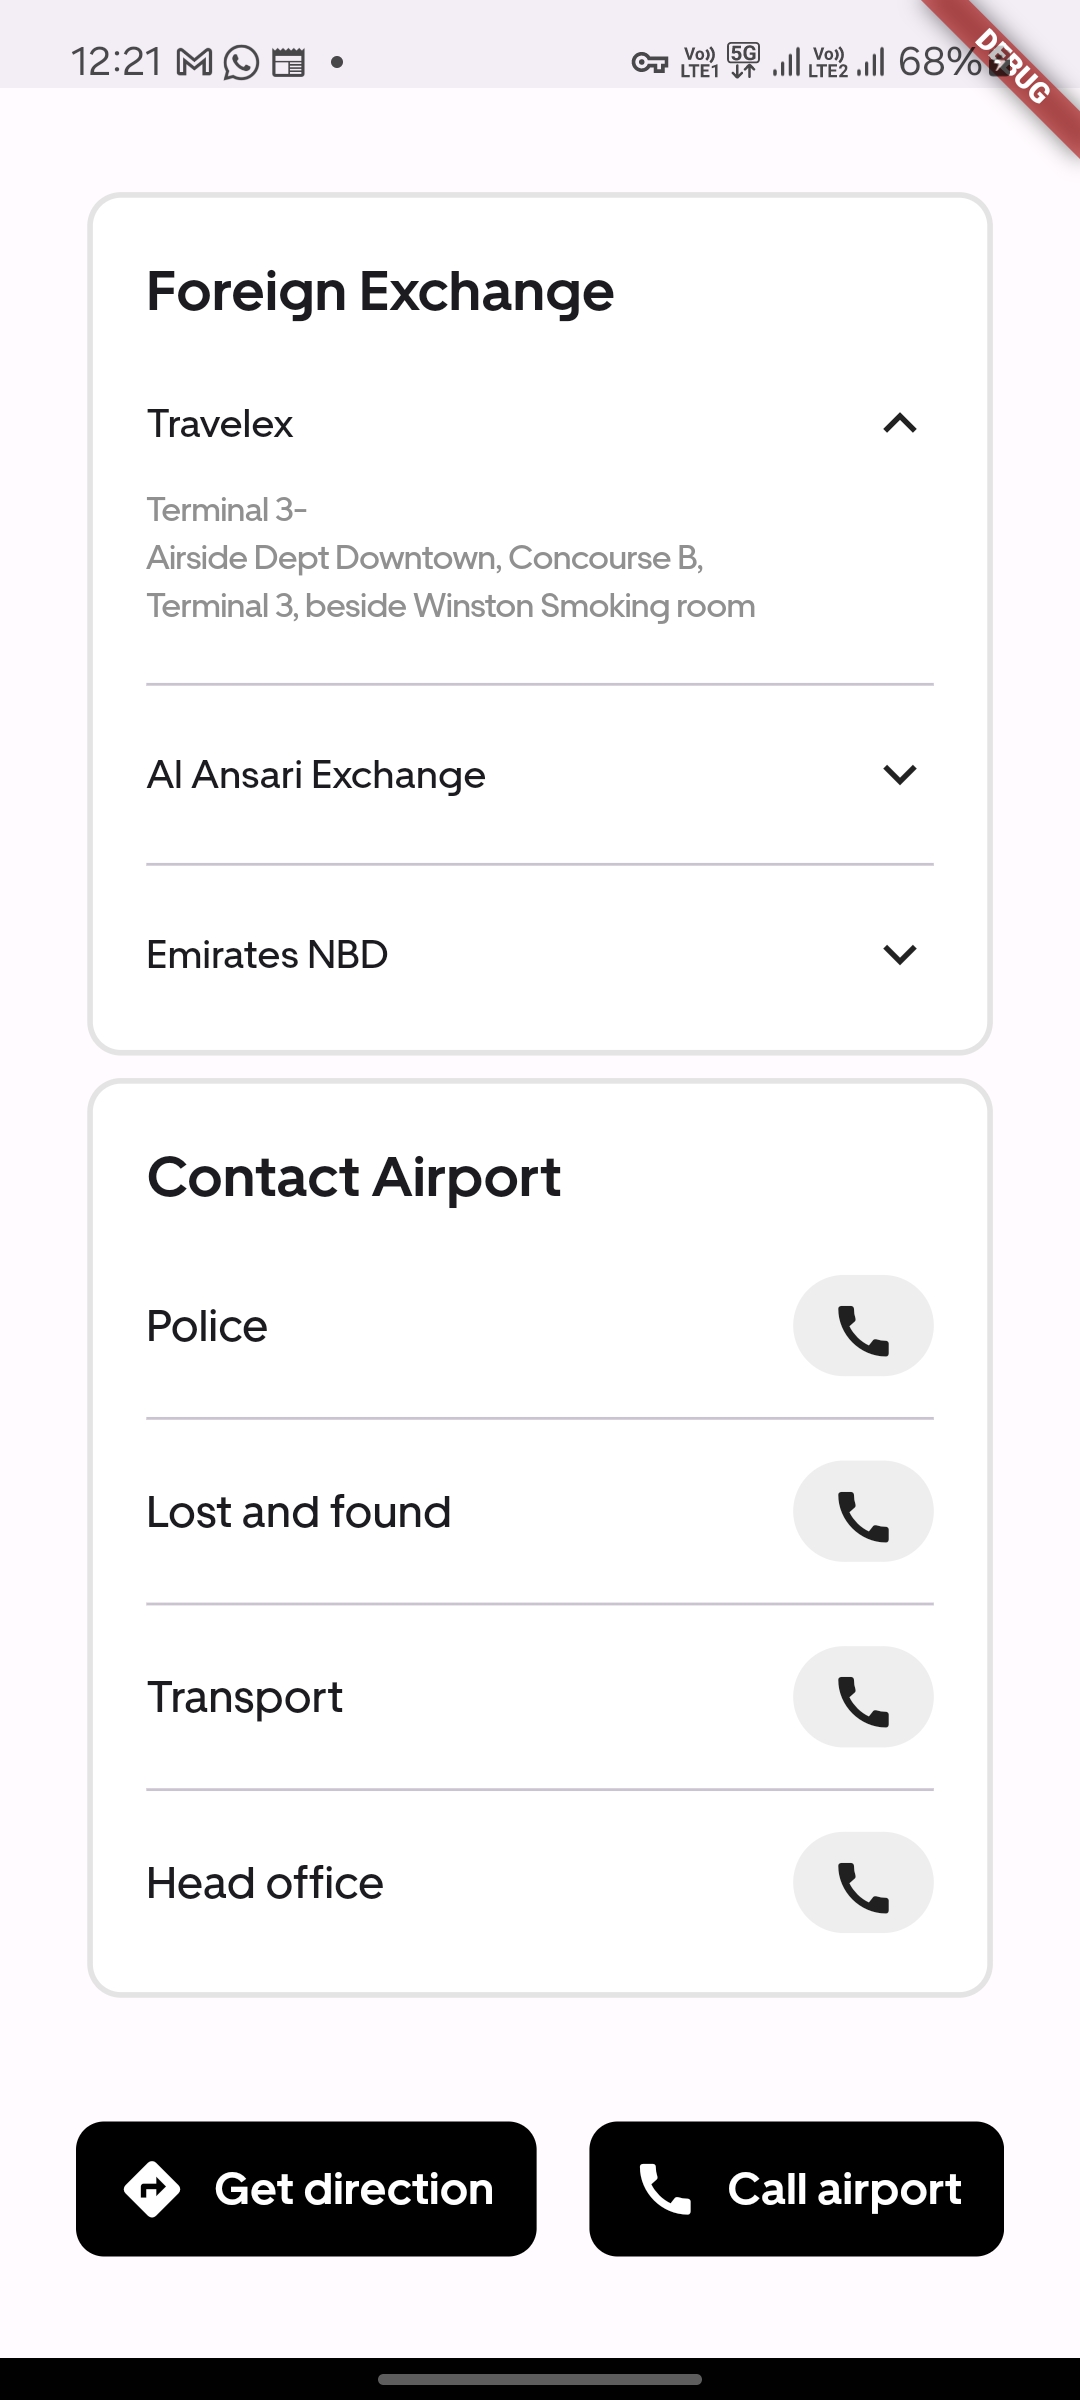 12:21
Vo)) LTE1 5G Vo)) LTE2 68%
DEBUG
Foreign Exchange
Travelex
Terminal 3-
Airside Dept Downtown, Concourse B,
Terminal 3, beside Winston Smoking room
Al Ansari Exchange
Emirates NBD
Contact Airport
Police
Lost and found
Transport
Head office
Get direction
Call airport